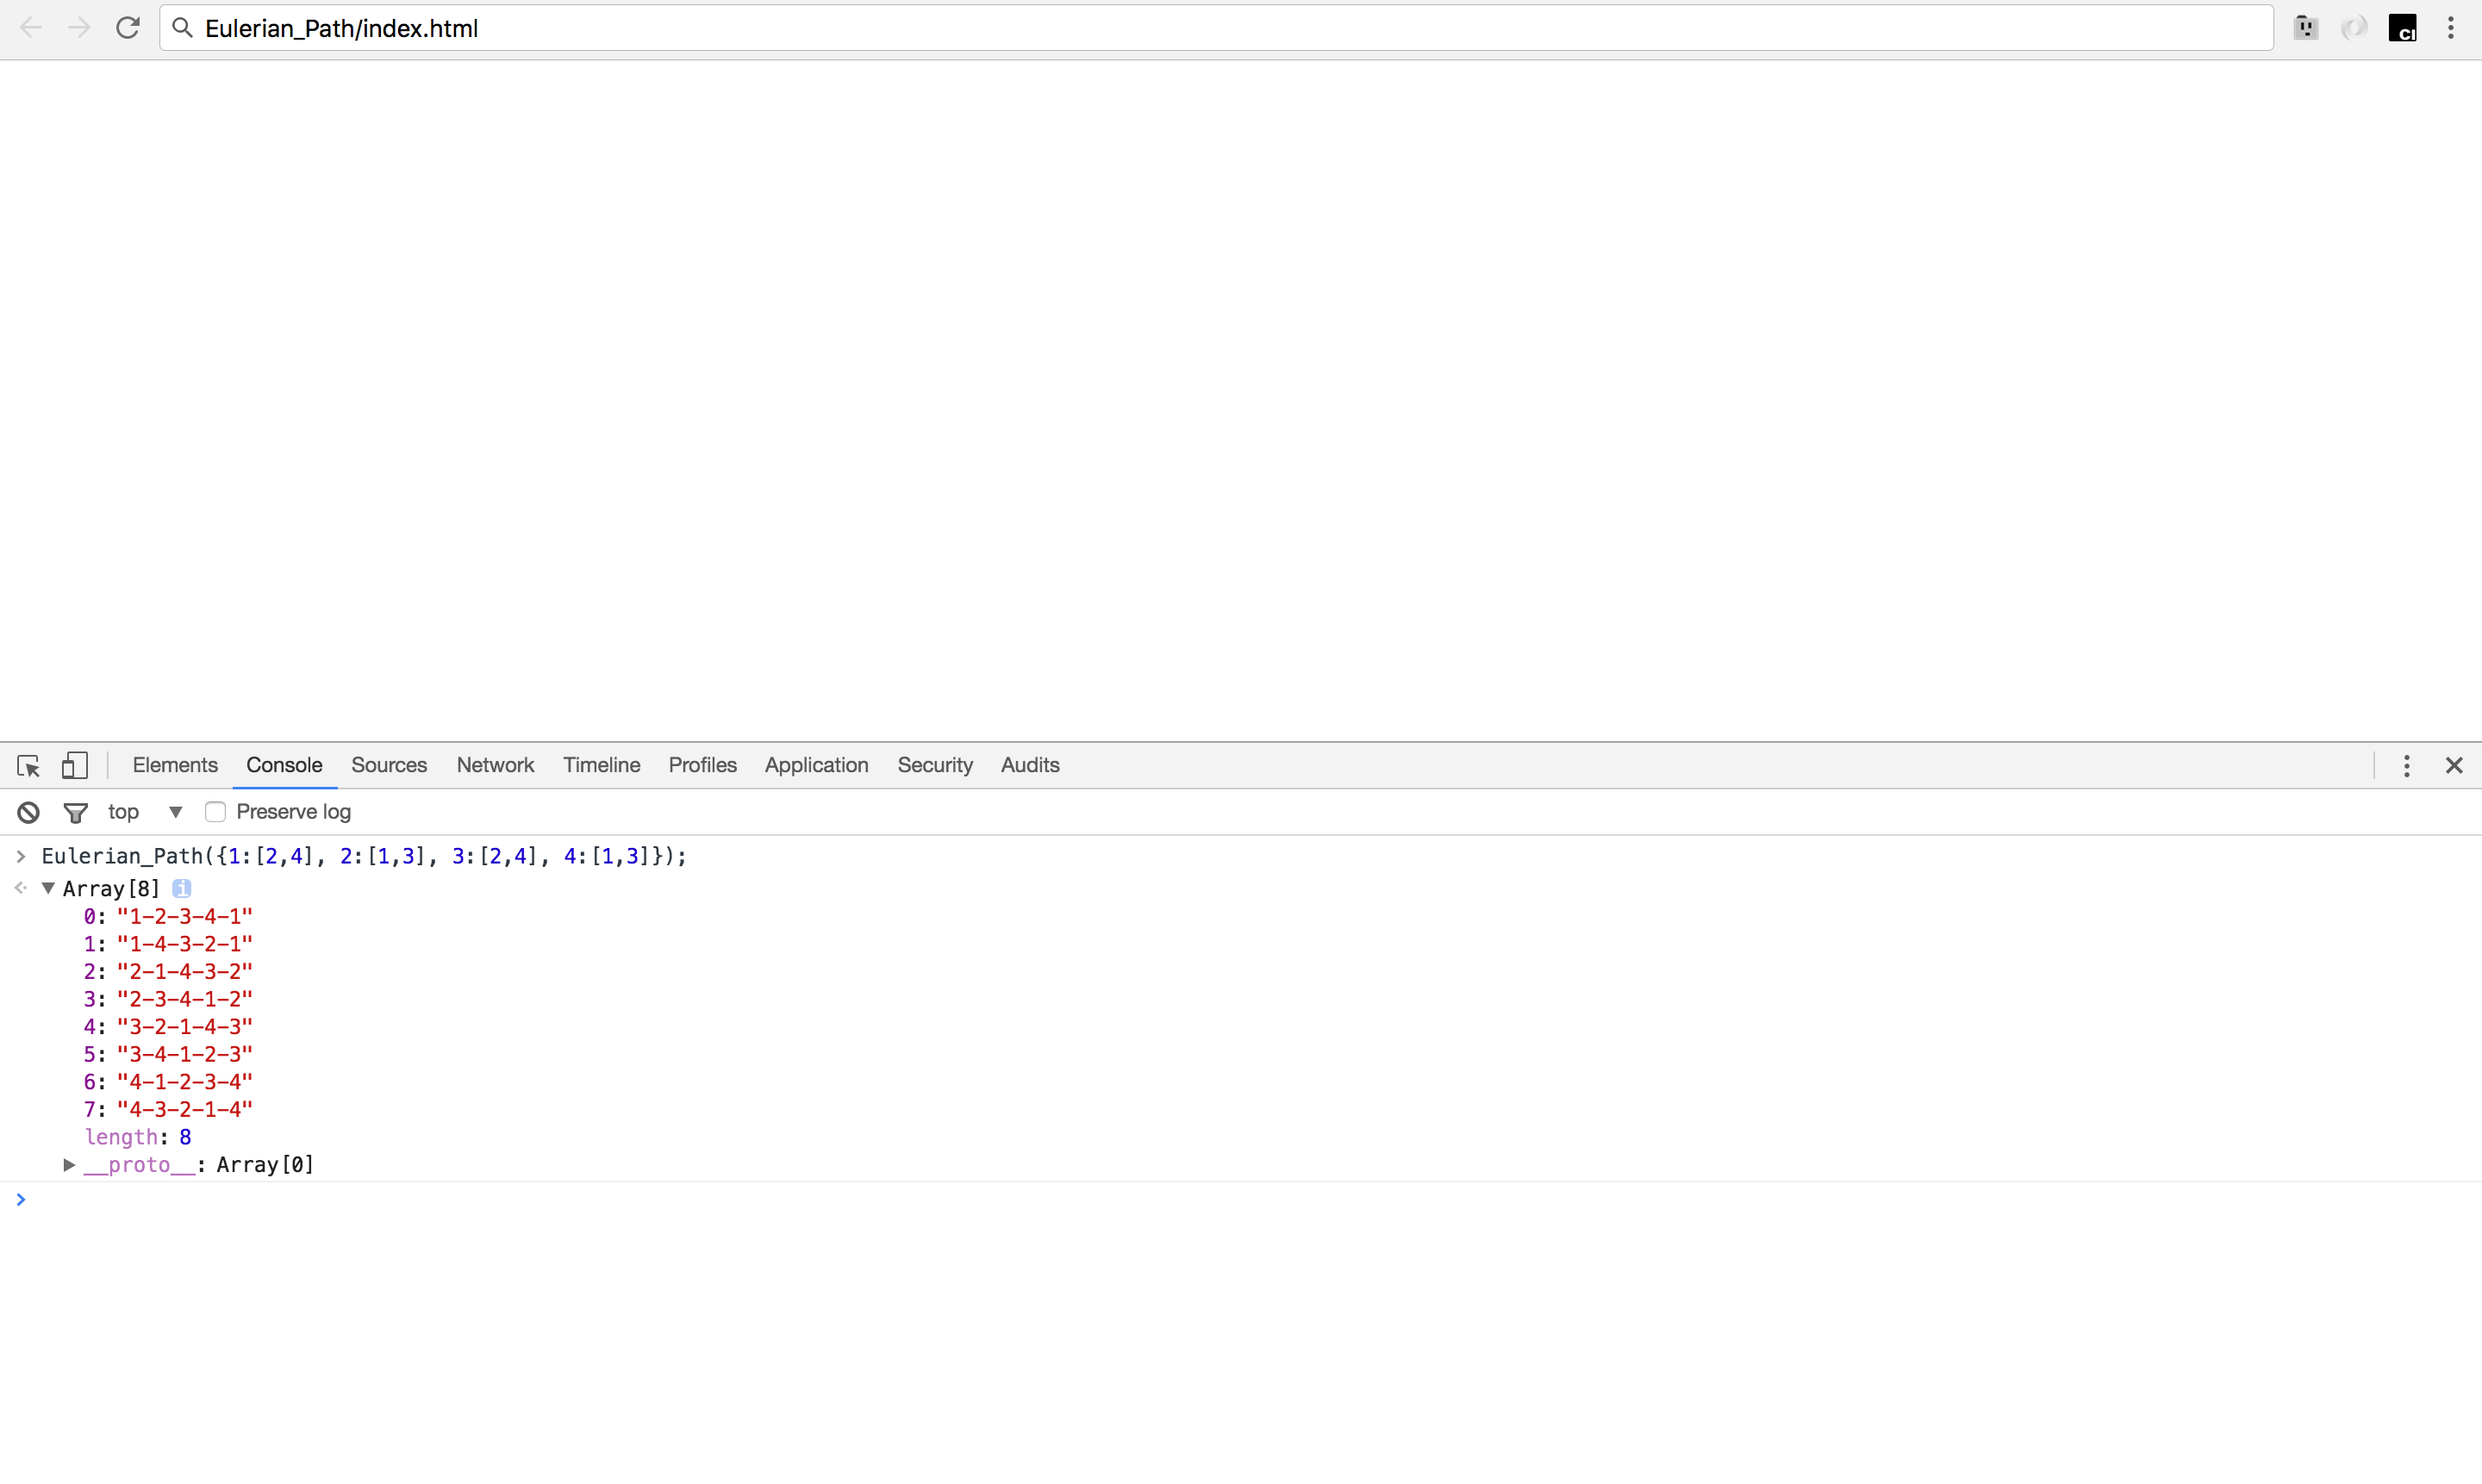 Eulerian_Path/index.html
CI
Elements Console Sources Network Timeline Profiles Application Security Audits
top Preserve log
Eulerian_Path({1:[2,4], 2:[1,3], 3:[2,4], 4:[1,3]});
Array[8] i
0: "1-2-3-4-1"
1: "1-4-3-2-1"
2: "2-1-4-3-2"
3: "2-3-4-1-2"
4: "3-2-1-4-3"
5: "3-4-1-2-3"
6: "4-1-2-3-4"
7: "4-3-2-1-4"
length: 8
__proto__: Array[0]